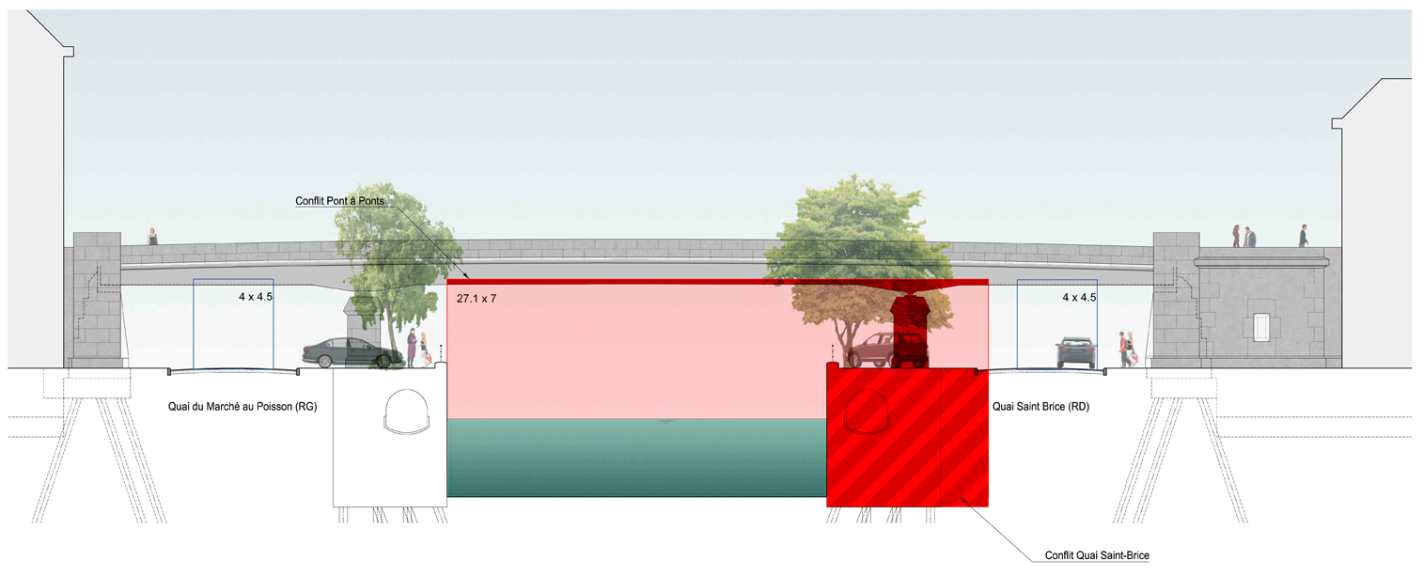 Conflit Pont à Ponts
4 x 4.5
27.1 x 7
4 x 4.5
Quai du Marché au Poisson (RG)
Quai Saint Brice (RD)
Conflit Quai Saint-Brice